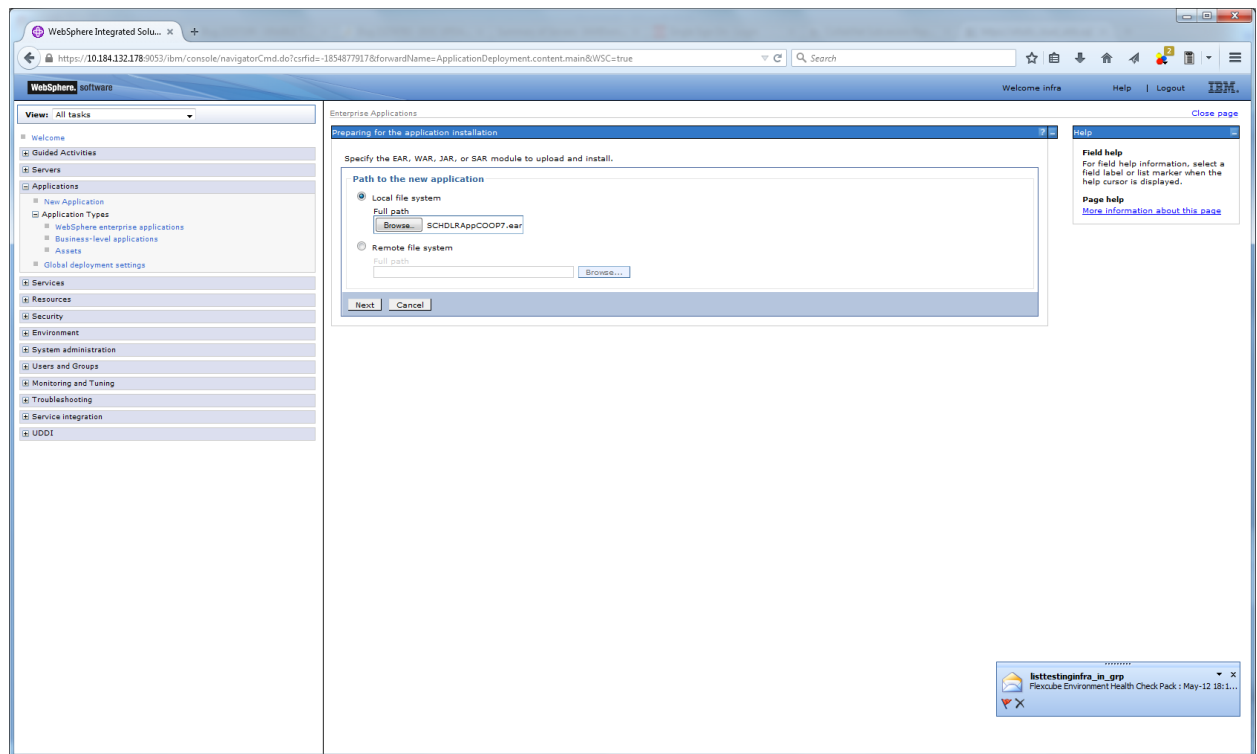 WebSphere Integrated Solu... × +
https://10.184.132.178:9053/ibm/console/navigatorCmd.do?csrfid=-1854877917&forwardName=ApplicationDeployment.content.main&WSC=true
Search
2
WebSphere. software
Welcome infra
Help | Logout
IBM.
View: All tasks
Welcome
Guided Activities
Servers
Applications
New Application
Application Types
WebSphere enterprise applications
Business-level applications
Assets
Global deployment settings
Services
Resources
Security
Environment
System administration
Users and Groups
Monitoring and Tuning
Troubleshooting
Service integration
UDDI
Enterprise Applications
Close page
Preparing for the application installation
? –
Specify the EAR, WAR, JAR, or SAR module to upload and install.
Path to the new application
Local file system
Full path
Browse... SCHDLRAppCOOP7.ear
Remote file system
Full path
Browse...
Next Cancel
Help
Field help
For field help information, select a
field label or list marker when the
help cursor is displayed.
Page help
More information about this page
listtestinginfra_in_grp
Flexcube Environment Health Check Pack : May-12 18:1...